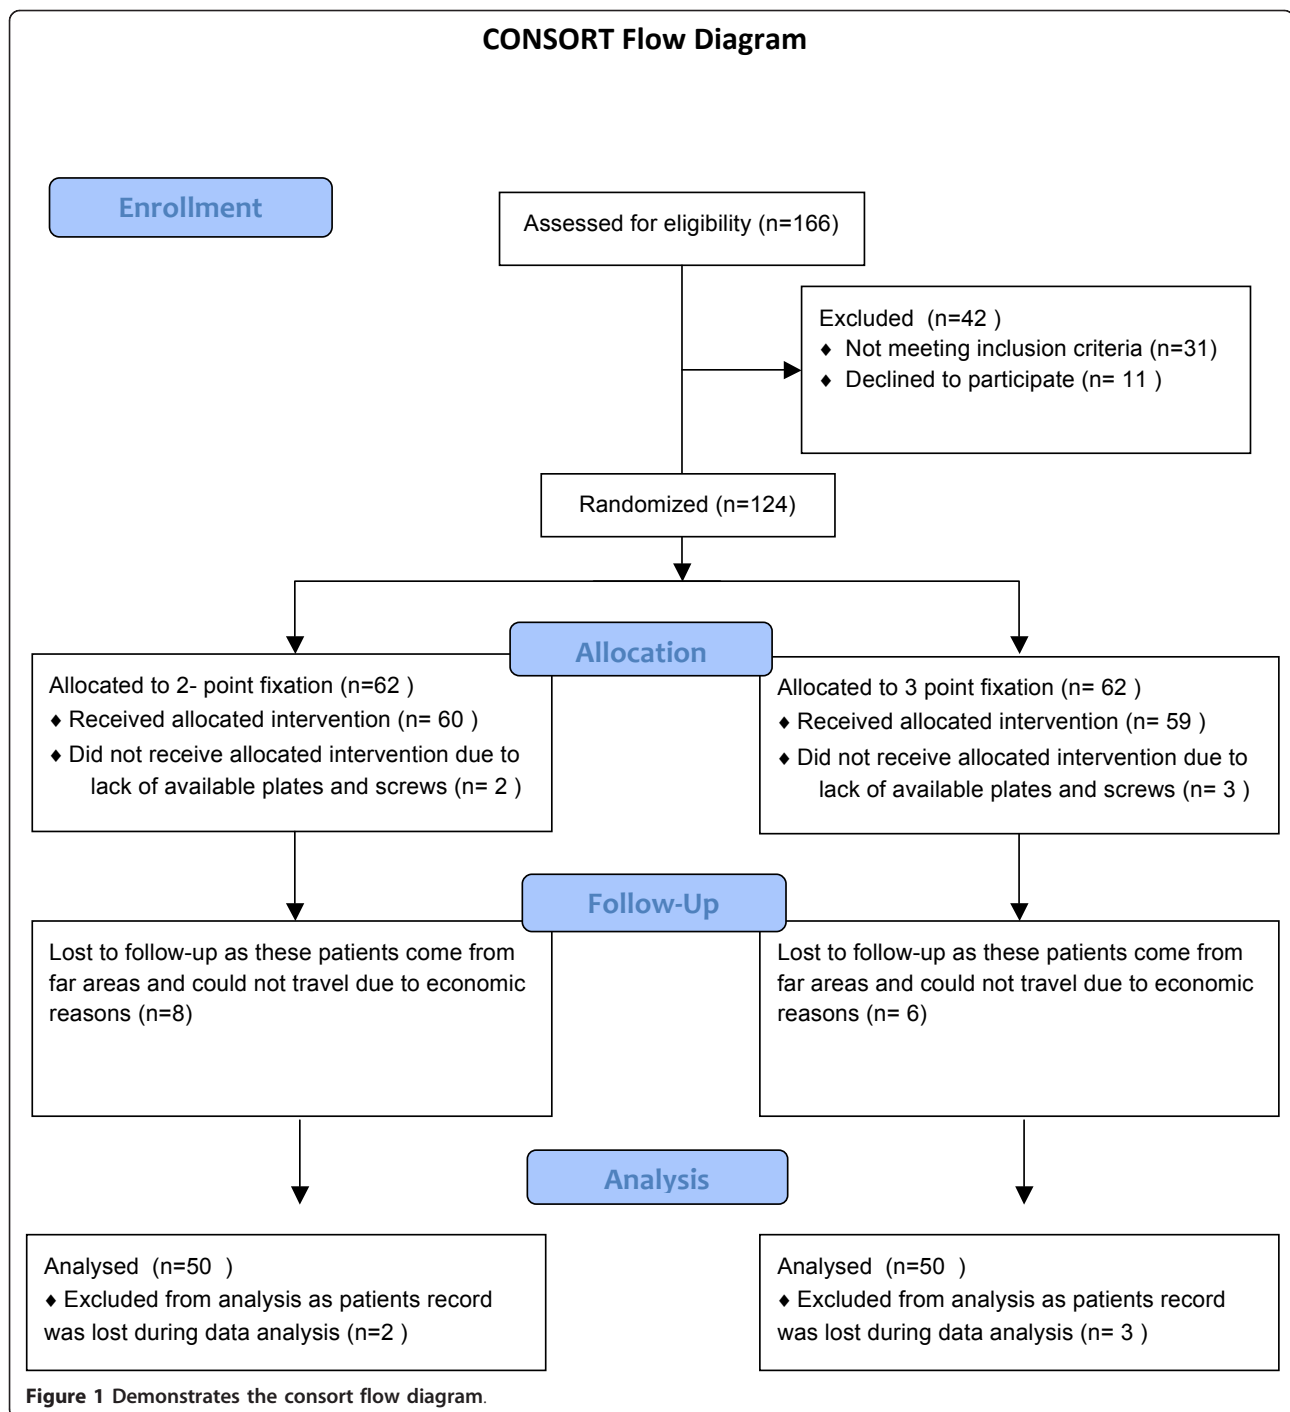 CONSORT Flow Diagram
Enrollment
Assessed for eligibility (n=166)
Excluded (n=42 )
♦ Not meeting inclusion criteria (n=31)
♦ Declined to participate (n= 11 )
Randomized (n=124)
Allocation
Allocated to 2- point fixation (n=62 )
♦ Received allocated intervention (n= 60 )
♦ Did not receive allocated intervention due to
lack of available plates and screws (n= 2 )
Allocated to 3 point fixation (n= 62 )
♦ Received allocated intervention (n= 59 )
♦ Did not receive allocated intervention due to
lack of available plates and screws (n= 3 )
Follow-Up
Lost to follow-up as these patients come from
far areas and could not travel due to economic
reasons (n=8)
Lost to follow-up as these patients come from
far areas and could not travel due to economic
reasons (n= 6)
Analysis
Analysed (n=50 )
♦ Excluded from analysis as patients record
was lost during data analysis (n=2 )
Analysed (n=50 )
♦ Excluded from analysis as patients record
was lost during data analysis (n= 3 )
Figure 1 Demonstrates the consort flow diagram.